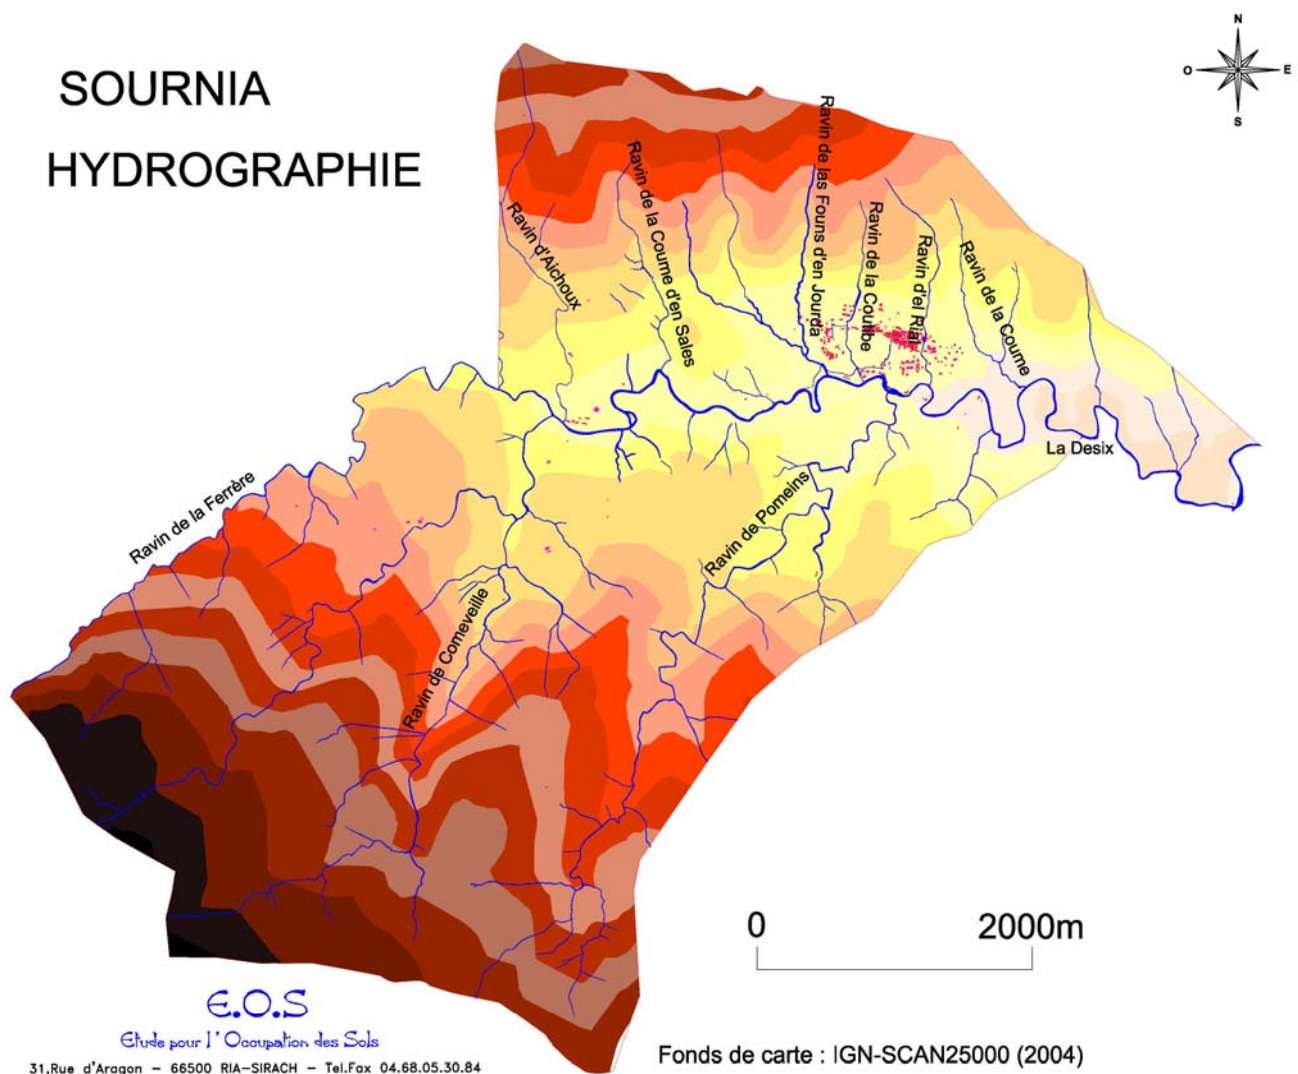 SOURNIA
HYDROGRAPHIE
N
O
E
S
Ravin d'Aichoux
Ravin de la Coume d'en Sales
Ravin de las Founs d'en Jourda
Ravin de la Coulibe
Ravin d'el Rial
Ravin de la Coume
La Desix
Ravin de la Ferrère
Ravin de Pomeins
Ravin de Comeveille
0
2000m
E.O.S
Etude pour l'Occupation des Sols
31,Rue d'Aragon – 66500 RIA-SIRACH – Tel.Fax 04.68.05.30.84
Fonds de carte : IGN-SCAN25000 (2004)